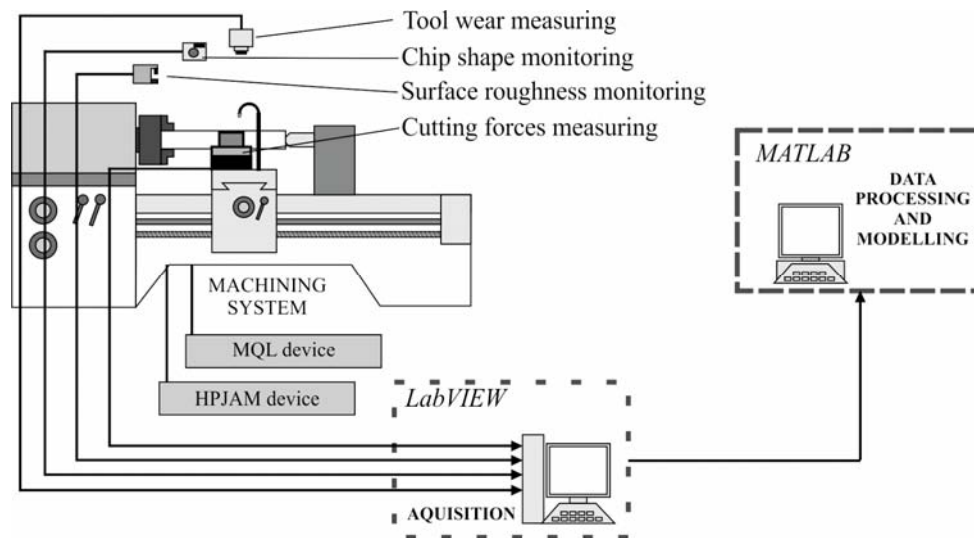 Tool wear measuring
Chip shape monitoring
Surface roughness monitoring
Cutting forces measuring
MATLAB
DATA
PROCESSING
AND
MODELLING
MACHINING
SYSTEM
MQL device
HPJAM device
LabVIEW
AQUISITION